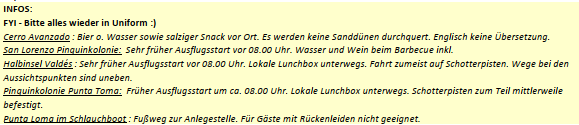 INFOS:
FYI - Bitte alles wieder in Uniform :)
Cerro Avanzado : Bier o. Wasser sowie salziger Snack vor Ort. Es werden keine Sanddünen durchquert. Englisch keine Übersetzung.
San Lorenzo Pinguinkolonie: Sehr früher Ausflugsstart vor 08.00 Uhr. Wasser und Wein beim Barbecue inkl.
Halbinsel Valdés : Sehr früher Ausflugsstart vor 08.00 Uhr. Lokale Lunchbox unterwegs. Fahrt zumeist auf Schotterpisten. Wege bei den
Aussichtspunkten sind uneben.
Pinguinkolonie Punta Toma: Früher Ausflugsstart um ca. 08.00 Uhr. Lokale Lunchbox unterwegs. Schotterpisten zum Teil mittlerweile
befestigt.
Punta Loma im Schlauchboot : Fußweg zur Anlegestelle. Für Gäste mit Rückenleiden nicht geeignet.